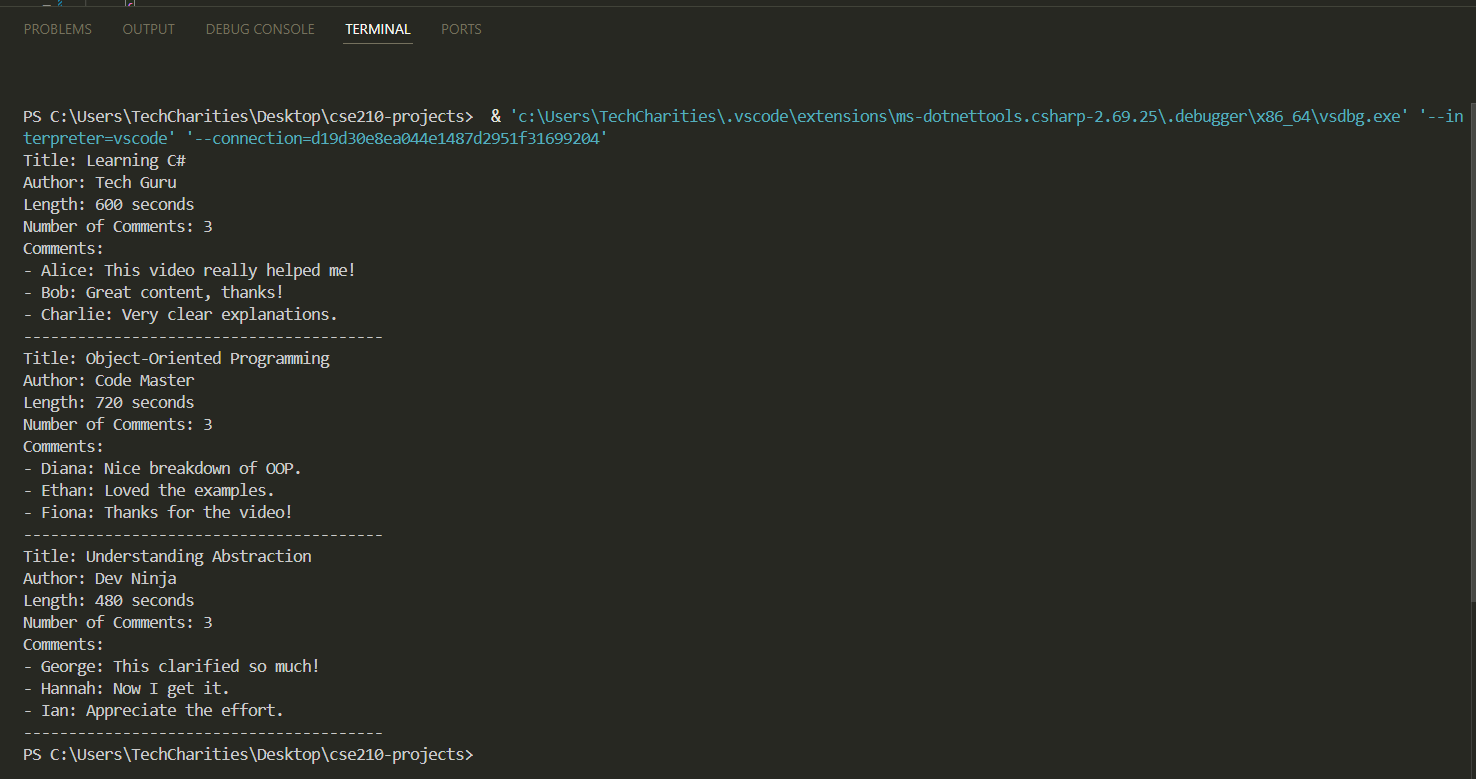 PROBLEMS OUTPUT DEBUG CONSOLE TERMINAL PORTS
PS C:\Users\TechCharities\Desktop\cse210-projects>  & 'c:\Users\TechCharities\.vscode\extensions\ms-dotnettools.csharp-2.69.25\.debugger\x86_64\vsdbg.exe' '--in
terpreter=vscode' '--connection=d19d30e8ea044e1487d2951f31699204'
Title: Learning C#
Author: Tech Guru
Length: 600 seconds
Number of Comments: 3
Comments:
- Alice: This video really helped me!
- Bob: Great content, thanks!
- Charlie: Very clear explanations.
----------------------------------------
Title: Object-Oriented Programming
Author: Code Master
Length: 720 seconds
Number of Comments: 3
Comments:
- Diana: Nice breakdown of OOP.
- Ethan: Loved the examples.
- Fiona: Thanks for the video!
----------------------------------------
Title: Understanding Abstraction
Author: Dev Ninja
Length: 480 seconds
Number of Comments: 3
Comments:
- George: This clarified so much!
- Hannah: Now I get it.
- Ian: Appreciate the effort.
----------------------------------------
PS C:\Users\TechCharities\Desktop\cse210-projects>